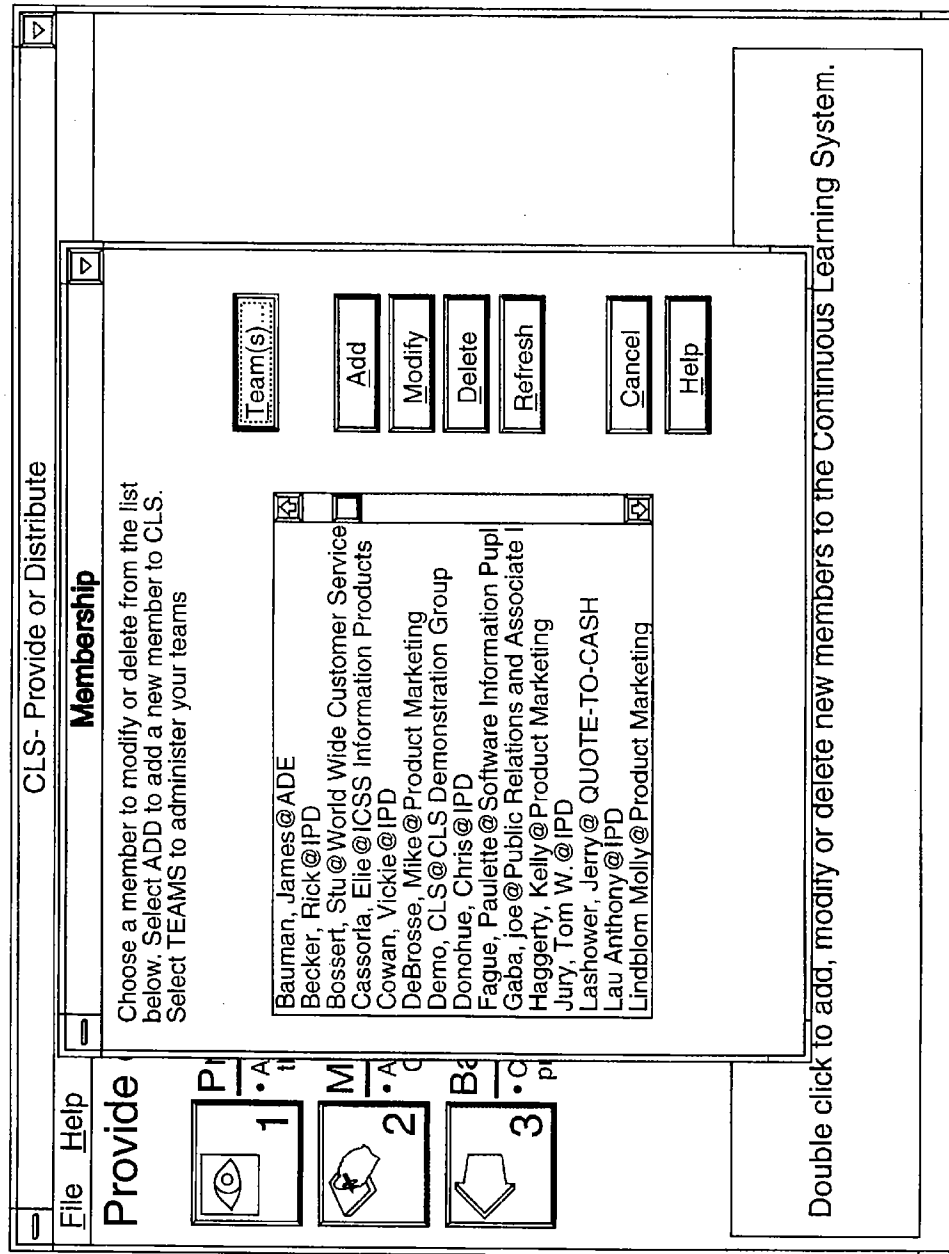 CLS- Provide or Distribute
File Help
Provide
1
Pr
• A
2
M
• A
3
Ba
• C
pr
Membership
Choose a member to modify or delete from the list
below. Select ADD to add a new member to CLS.
Select TEAMS to administer your teams
Bauman, James@ADE
Becker, Rick@IPD
Bossert, Stu@World Wide Customer Service
Cassorla, Elie@ICSS Information Products
Cowan, Vickie@IPD
DeBrosse, Mike@Product Marketing
Demo, CLS@CLS Demonstration Group
Donohue, Chris@IPD
Fague, Paulette@Software Information Pupl
Gaba, joe@Public Relations and Associate
Haggerty, Kelly@Product Marketing
Jury, Tom W.@IPD
Lashower, Jerry@ QUOTE-TO-CASH
Lau Anthony@IPD
Lindblom Molly@Product Marketing
Team(s)...
Add
Modify
Delete
Refresh
Cancel
Help
Double click to add, modify or delete new members to the Continuous Learning System.